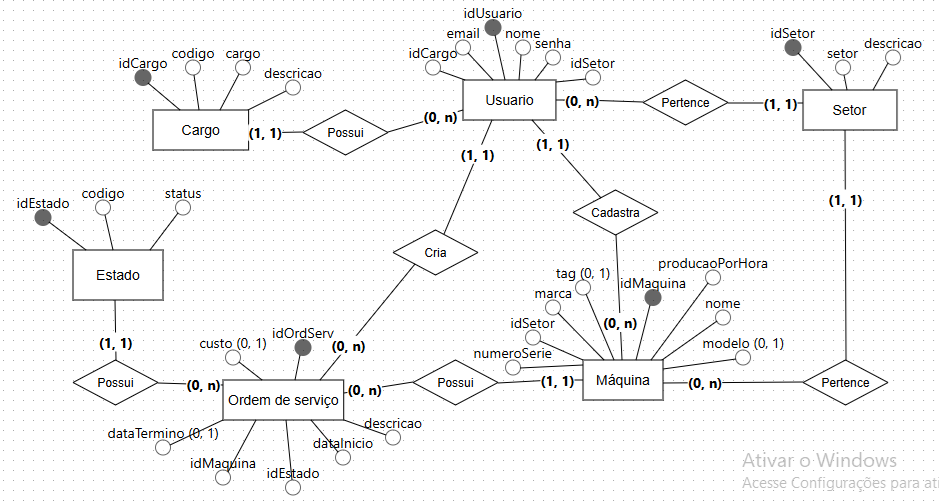 idUsuario
email
nome
senha
idCargo
idSetor
Usuario
codigo
cargo
idCargo
descricao
Cargo
(1, 1)
Possui
(0, n)
(0, n)
Pertence
(1, 1)
idSetor
setor
descricao
Setor
(1, 1)
(1, 1)
(1, 1)
Cadastra
Cria
idEstado
codigo
status
Estado
(1, 1)
Possui
(0, n)
idOrdServ
custo (0, 1)
(0, n)
Ordem de serviço
(0, n)
Possui
(1, 1)
dataTermino (0, 1)
idMaquina
idEstado
dataInicio
descricao
tag (0, 1)
marca
idSetor
numeroSerie
idMaquina
producaoPorHora
nome
modelo (0, 1)
(0, n)
Máquina
(0, n)
Pertence
Ativar o Windows
Acesse Configurações para ati